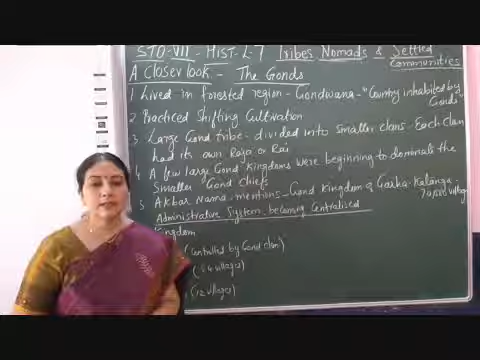 STD-VII - HIST-L-7 Tribes Nomads & Settled Communities
A Closer look - The Gonds
1 Lived in forested region - Gondwana - "Country inhabited by Gonds"
2 Practiced Shifting Cultivation
3 Large Gond tribe - divided into smaller clans - Each clan
had its own Raja or Rai
4 A few large Gond Kingdoms were beginning to dominate the
smaller Gond chiefs
5 Akbar Nama - mentions - Gond Kingdom of Garha-Katanga - 70,000 villages
Administrative System becoming Centralised
Kingdom
(Controlled by Gond clan)
villages)
(12 villages)